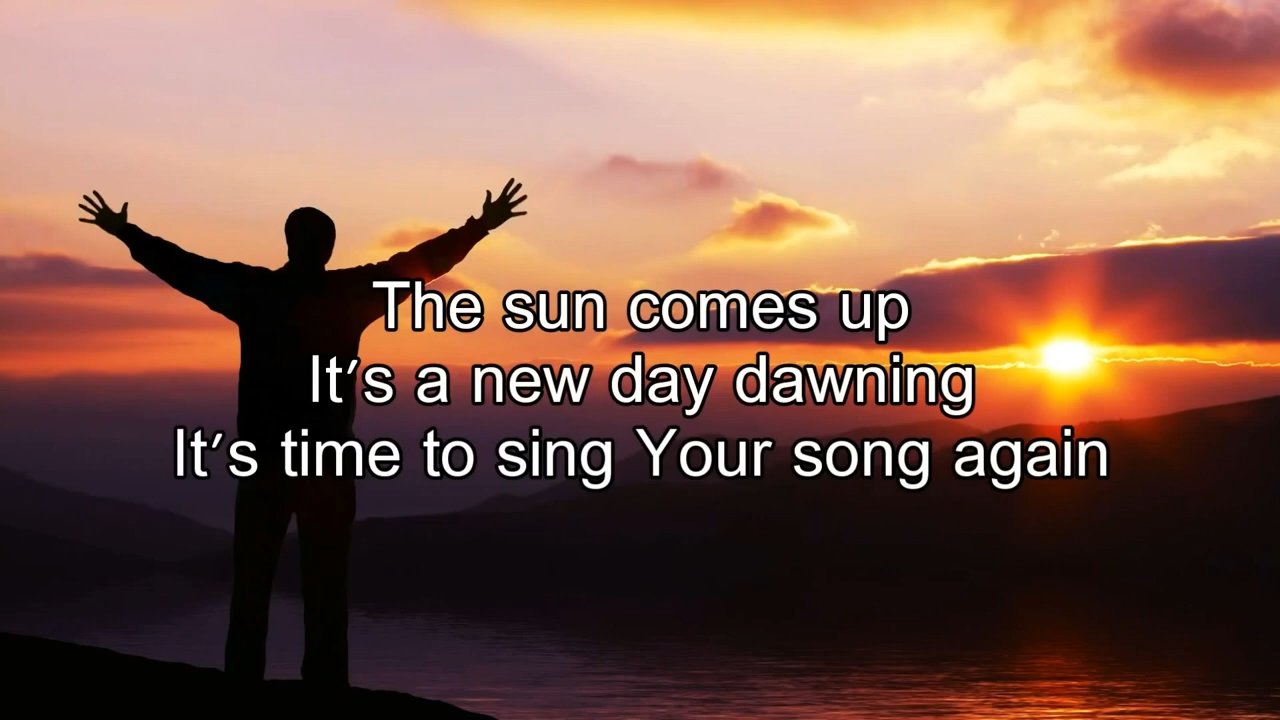 The sun comes up
It's a new day dawning
It's time to sing Your song again